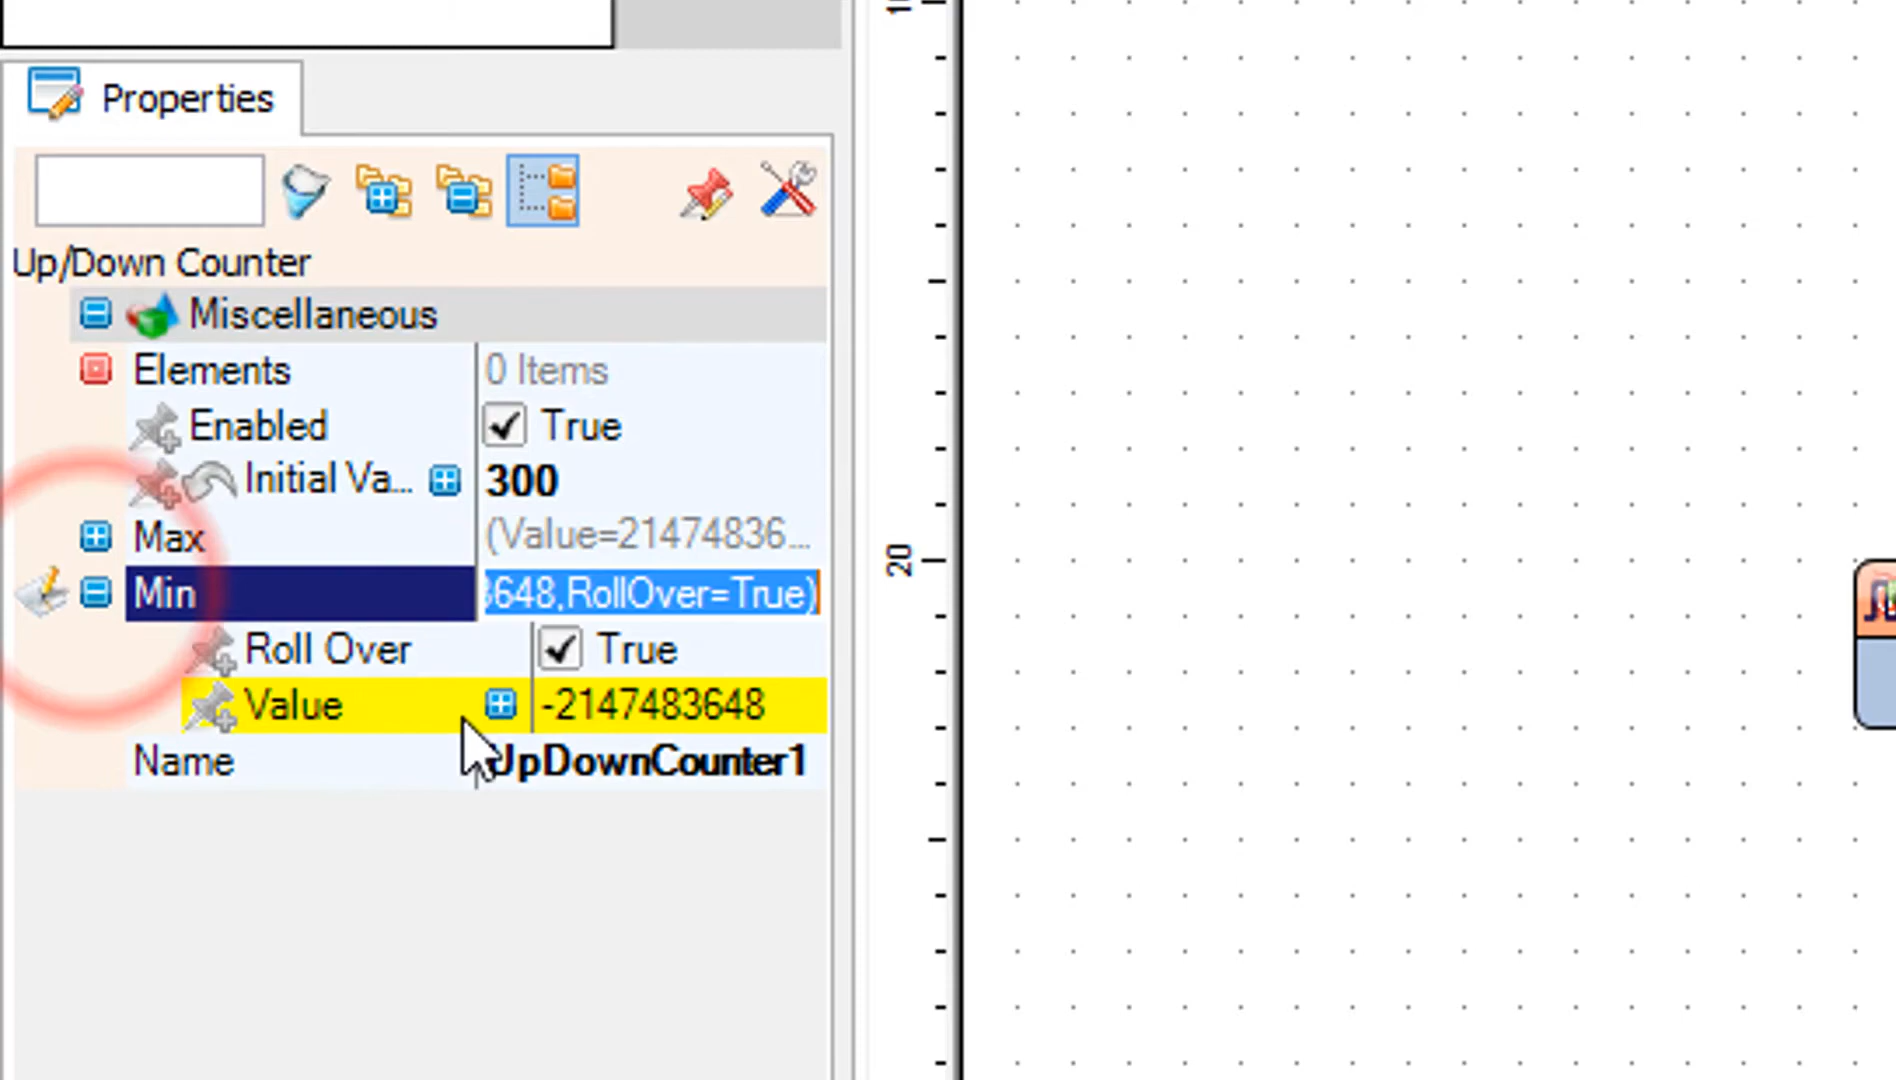 Properties
Up/Down Counter
Miscellaneous
Elements 0 Items
Enabled True
Initial Va... 300
Max (Value=21474836...
Min 3648,RollOver=True)
Roll Over True
Value -2147483648
Name UpDownCounter1
20